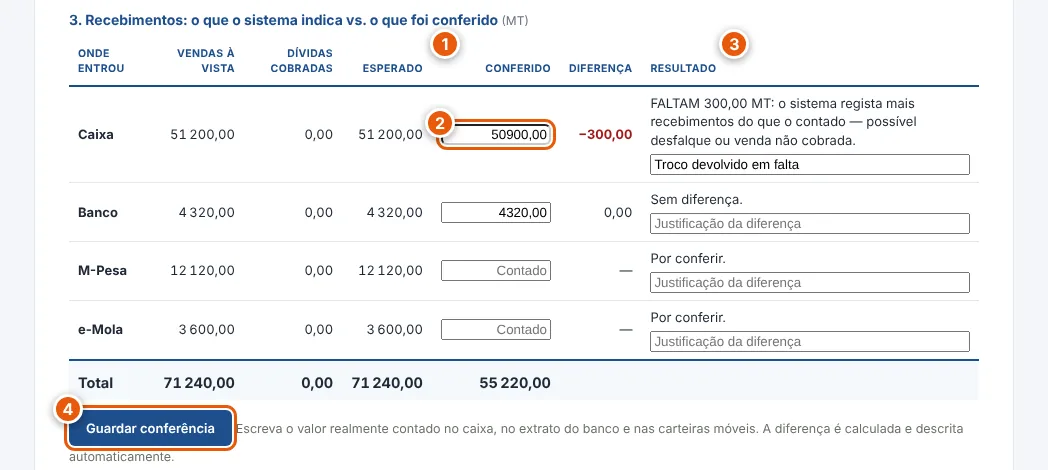 3. Recebimentos: o que o sistema indica vs. o que foi conferido (MT)
1
3
ONDE ENTROU VENDAS À VISTA DÍVIDAS COBRADAS ESPERADO CONFERIDO DIFERENÇA RESULTADO
2
Caixa 51 200,00 0,00 51 200,00 50900,00 −300,00 FALTAM 300,00 MT: o sistema regista mais
recebimentos do que o contado — possível
desfalque ou venda não cobrada.
Troco devolvido em falta
Banco 4 320,00 0,00 4 320,00 4320,00 0,00 Sem diferença.
Justificação da diferença
M-Pesa 12 120,00 0,00 12 120,00 Contado — Por conferir.
Justificação da diferença
e-Mola 3 600,00 0,00 3 600,00 Contado — Por conferir.
Justificação da diferença
Total 71 240,00 0,00 71 240,00 55 220,00
4
Guardar conferência Escreva o valor realmente contado no caixa, no extrato do banco e nas carteiras móveis. A diferença é calculada e descrita
automaticamente.